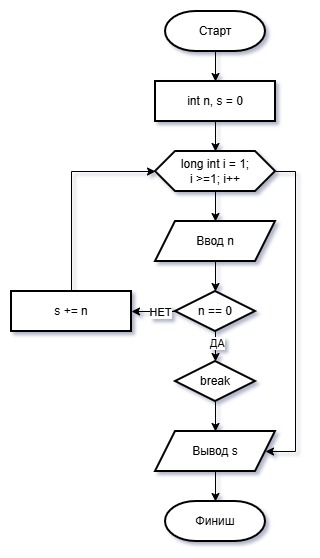 Старт
int n, s = 0
long int i = 1;
i >=1; i++
Ввод n
s += n
НЕТ
n == 0
ДА
break
Вывод s
Финиш